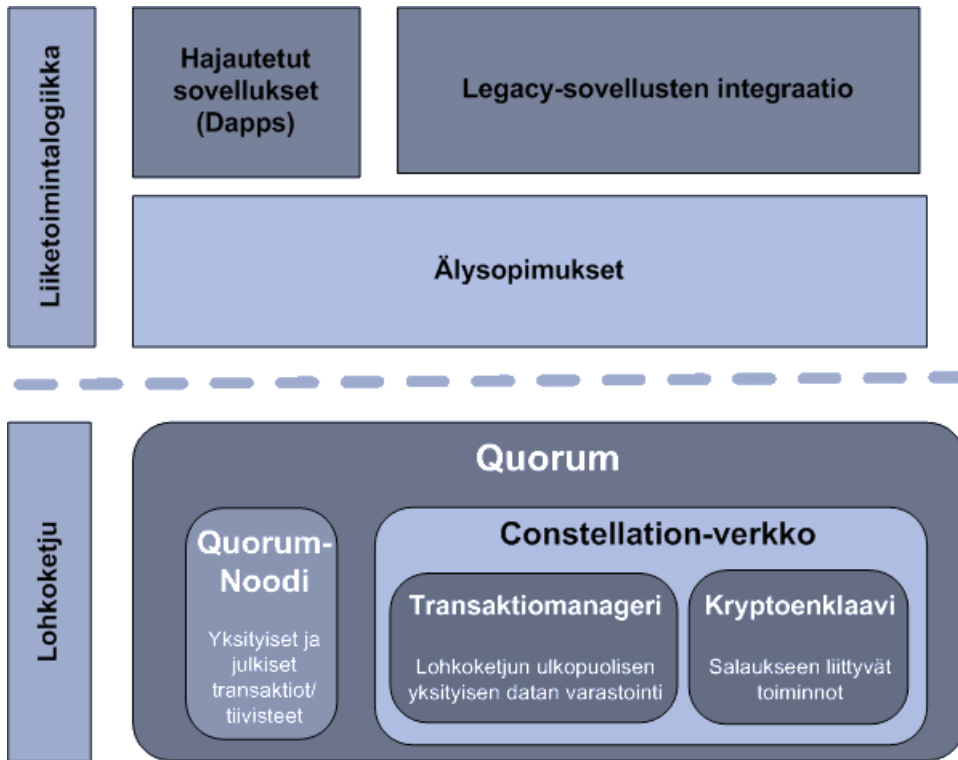 Liiketoimintalogiikka
Hajautetut
sovellukset
(Dapps)
Legacy-sovellusten integraatio
Älysopimukset
Lohkoketju
Quorum
Quorum-
Noodi
Yksityiset ja
julkiset
transaktiot/
tiivisteet
Constellation-verkko
Transaktiomanageri
Lohkoketjun ulkopuolisen
yksityisen datan varastointi
Kryptoenklaavi
Salaukseen liittyvät
toiminnot